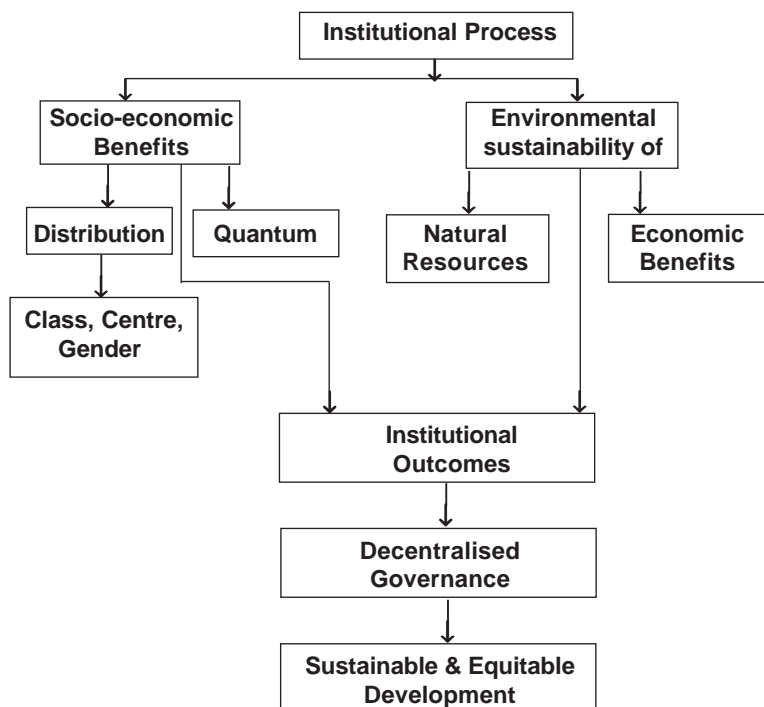 Institutional Process
Socio-economic
Benefits
Environmental
sustainability of
Distribution
Quantum
Natural
Resources
Economic
Benefits
Class, Centre,
Gender
Institutional
Outcomes
Decentralised
Governance
Sustainable & Equitable
Development